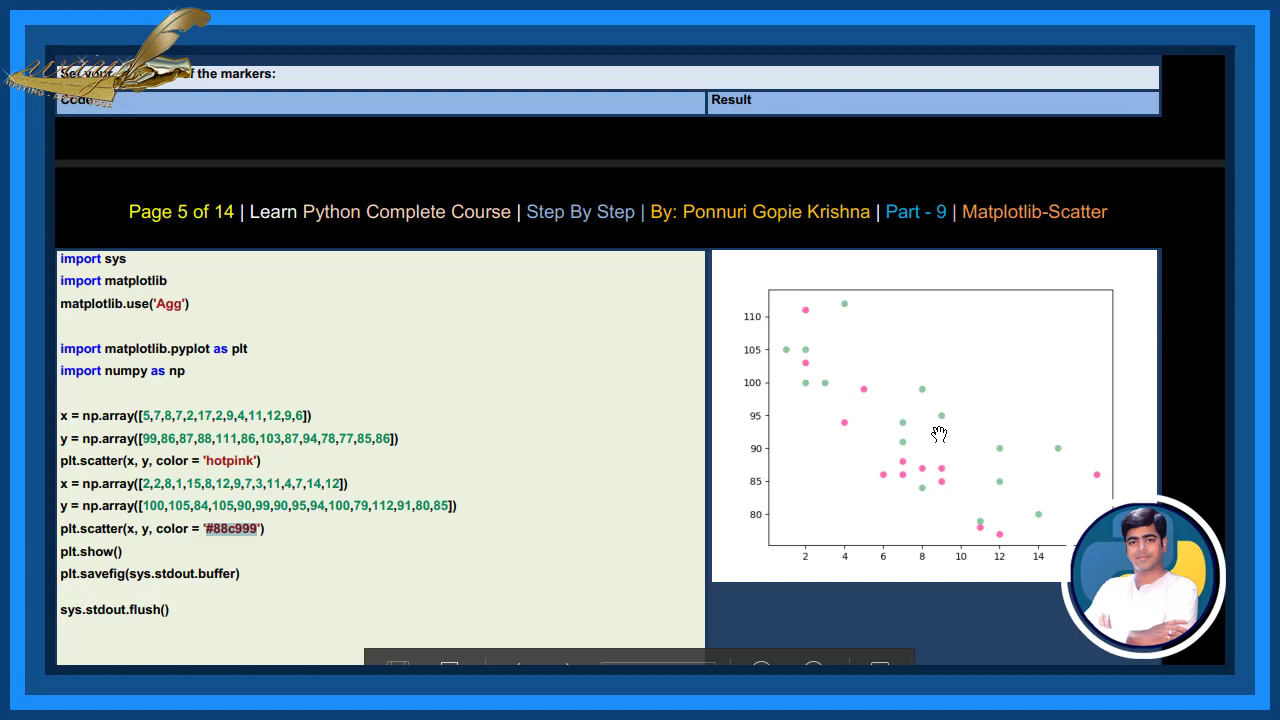 of the markers:
Code
Result
Page 5 of 14 | Learn Python Complete Course | Step By Step | By: Ponnuri Gopie Krishna | Part - 9 | Matplotlib-Scatter
import sys
import matplotlib
matplotlib.use('Agg')
import matplotlib.pyplot as plt
import numpy as np
x = np.array([5,7,8,7,2,17,2,9,4,11,12,9,6])
y = np.array([99,86,87,88,111,86,103,87,94,78,77,85,86])
plt.scatter(x, y, color = 'hotpink')
x = np.array([2,2,8,1,15,8,12,9,7,3,11,4,7,14,12])
y = np.array([100,105,84,105,90,99,90,95,94,100,79,112,91,80,85])
plt.scatter(x, y, color = '#88c999')
plt.show()
plt.savefig(sys.stdout.buffer)
sys.stdout.flush()
110
105
100
95
90
85
80
2 4 6 8 10 12 14